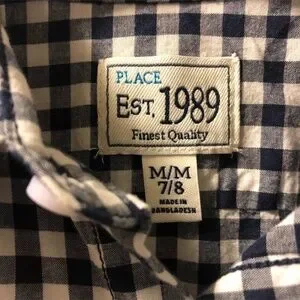 PLACE
EST. 1989
Finest Quality
M/M
7/8
MADE IN
BANGLADESH